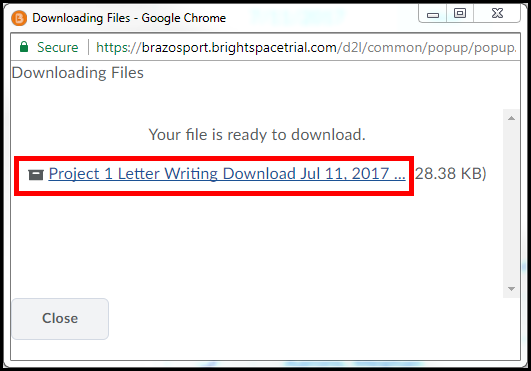 Downloading Files - Google Chrome
Secure https://brazosport.brightspacetrial.com/d2l/common/popup/popup.
Downloading Files
Your file is ready to download.
Project 1 Letter Writing Download Jul 11, 2017 ... 28.38 KB)
Close